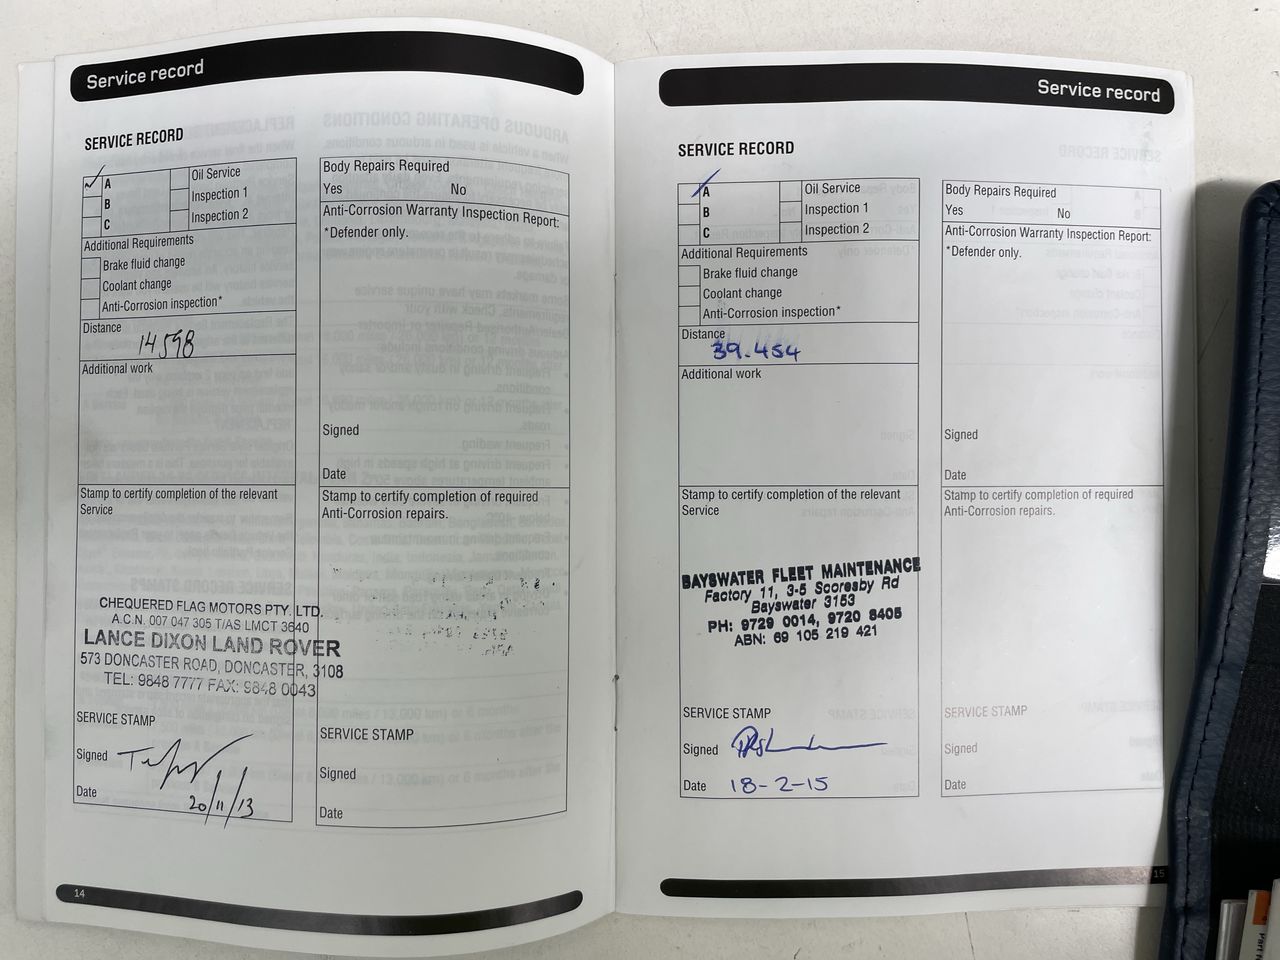 Service record
SERVICE RECORD
A
B
C
Oil Service
Inspection 1
Inspection 2
Additional Requirements
Brake fluid change
Coolant change
Anti-Corrosion inspection*
Distance
14598
Additional work
Stamp to certify completion of the relevant
Service
CHEQUERED FLAG MOTORS PTY. LTD.
A.C.N. 007 047 305 T/AS LMCT 3640
LANCE DIXON LAND ROVER
573 DONCASTER ROAD, DONCASTER, 3108
TEL: 9848 7777 FAX: 9848 0043
SERVICE STAMP
Signed
Date
20/11/13
Body Repairs Required
Yes No
Anti-Corrosion Warranty Inspection Report:
*Defender only.
Signed
Date
Stamp to certify completion of required
Anti-Corrosion repairs.
SERVICE STAMP
Signed
Date
14
Service record
SERVICE RECORD
A
B
C
Oil Service
Inspection 1
Inspection 2
Additional Requirements
Brake fluid change
Coolant change
Anti-Corrosion inspection*
Distance
39.454
Additional work
Stamp to certify completion of the relevant
Service
BAYSWATER FLEET MAINTENANCE
Factory 11, 3-5 Scoresby Rd
Bayswater 3153
PH: 9729 0014, 9720 8405
ABN: 69 105 219 421
SERVICE STAMP
Signed
Date 18-2-15
Body Repairs Required
Yes No
Anti-Corrosion Warranty Inspection Report:
*Defender only.
Signed
Date
Stamp to certify completion of required
Anti-Corrosion repairs.
SERVICE STAMP
Signed
Date
15